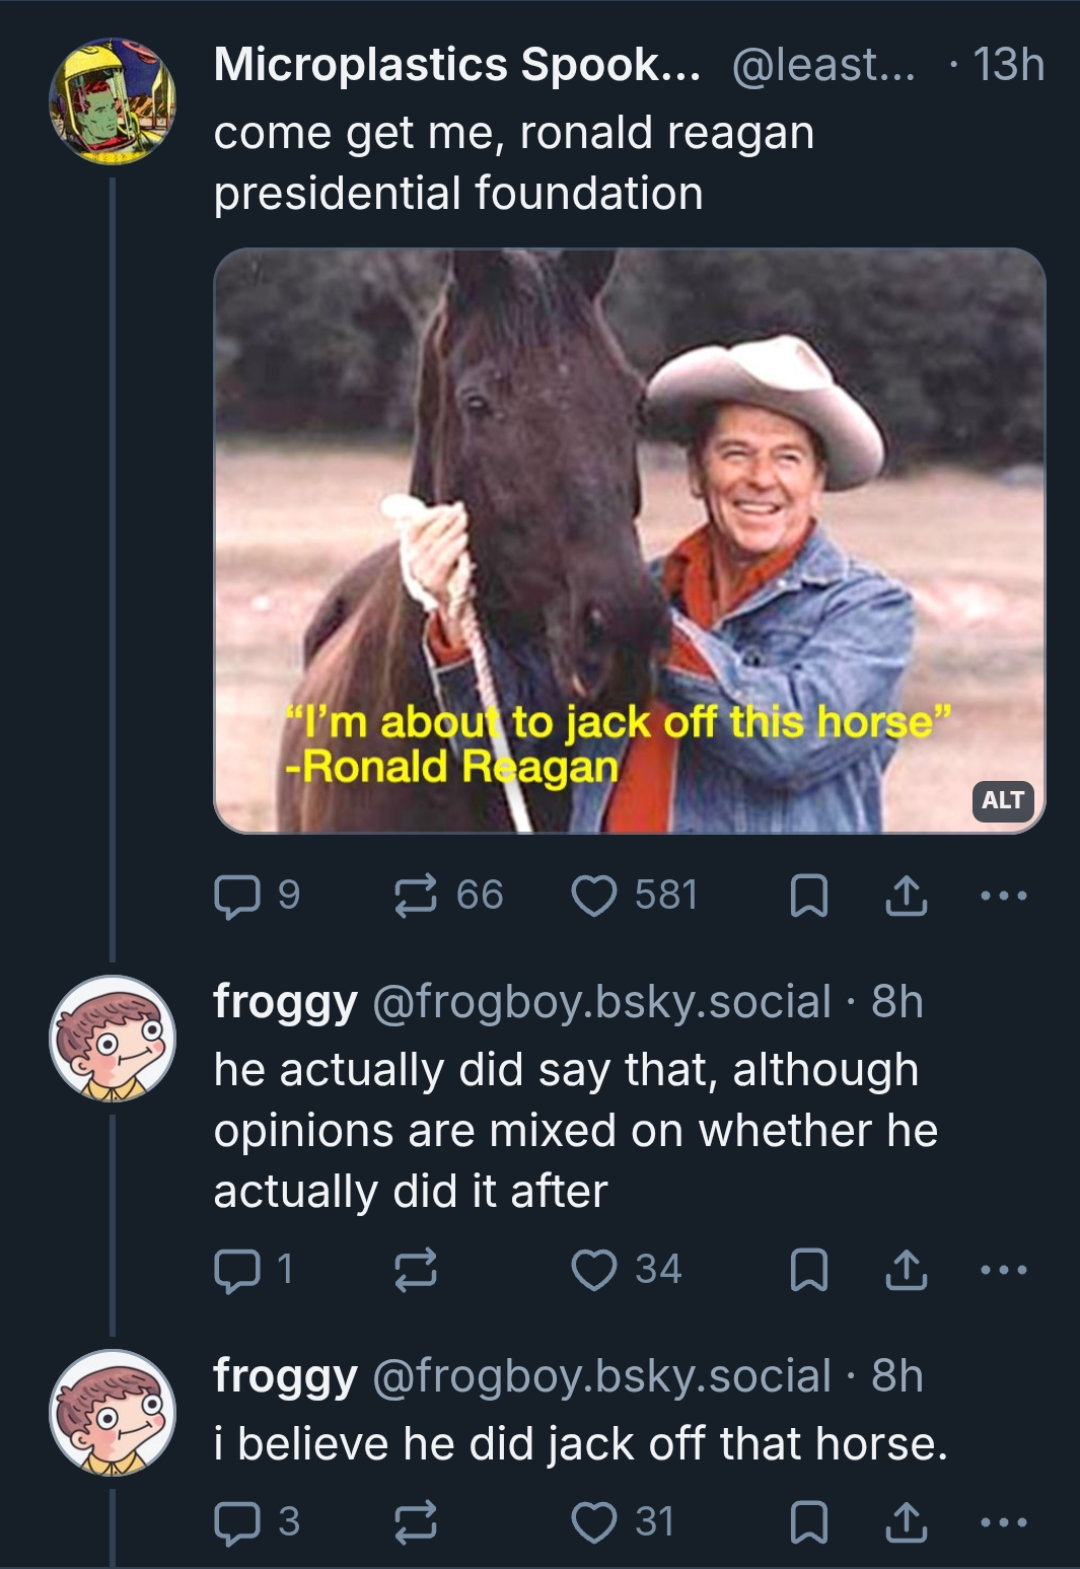 Microplastics Spook... @least... · 13h
come get me, ronald reagan
presidential foundation
“I’m about to jack off this horse”
-Ronald Reagan
ALT
9 66 581
froggy @frogboy.bsky.social · 8h
he actually did say that, although
opinions are mixed on whether he
actually did it after
1 34
froggy @frogboy.bsky.social · 8h
i believe he did jack off that horse.
3 31